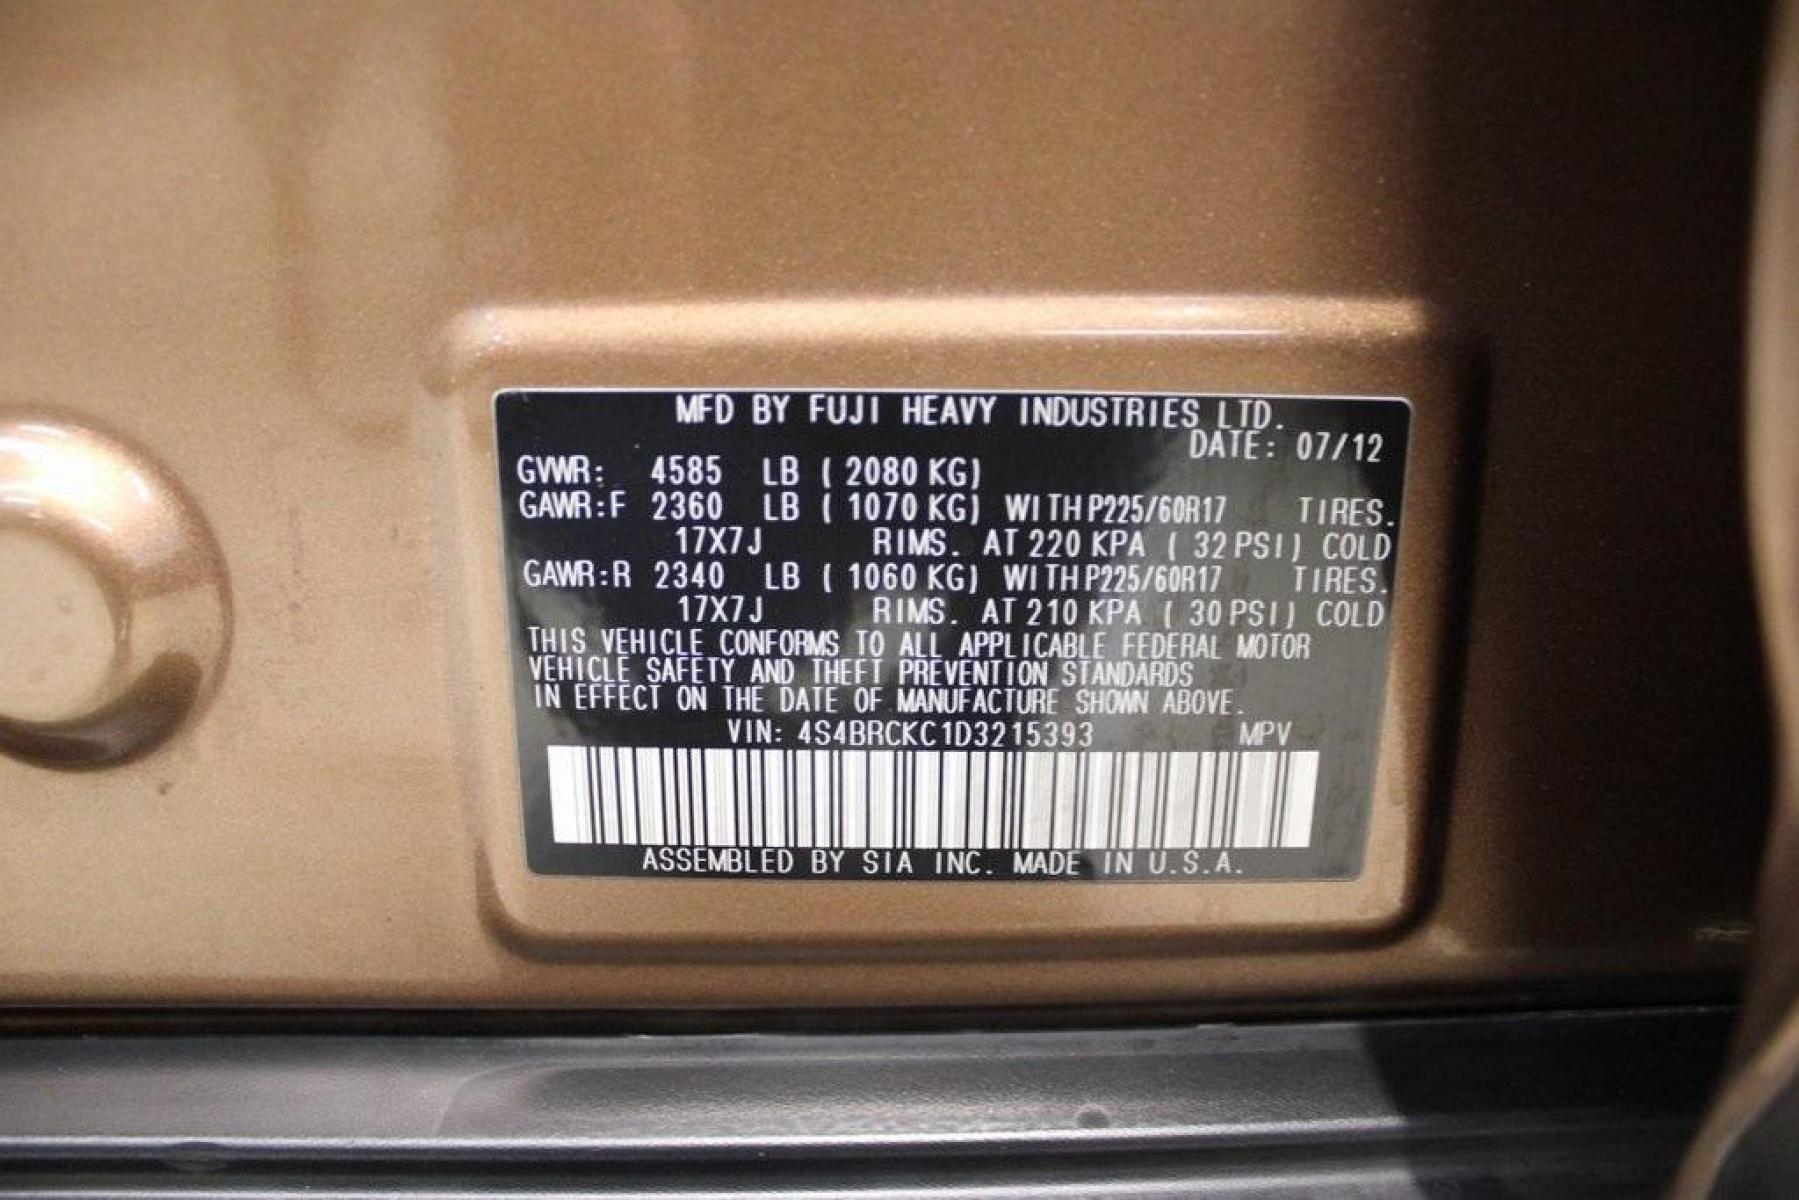 MFD BY FUJI HEAVY INDUSTRIES LTD.
DATE: 07/12
GVWR: 4585 LB (2080 KG)
GAWR:F 2360 LB (1070 KG) WITH P225/60R17 TIRES.
17X7J RIMS. AT 220 KPA (32 PSI) COLD
GAWR:R 2340 LB (1060 KG) WITH P225/60R17 TIRES.
17X7J RIMS. AT 210 KPA (30 PSI) COLD
THIS VEHICLE CONFORMS TO ALL APPLICABLE FEDERAL MOTOR
VEHICLE SAFETY AND THEFT PREVENTION STANDARDS
IN EFFECT ON THE DATE OF MANUFACTURE SHOWN ABOVE.
VIN: 4S4BRCKC1D3215393 MPV
ASSEMBLED BY SIA INC. MADE IN U.S.A.